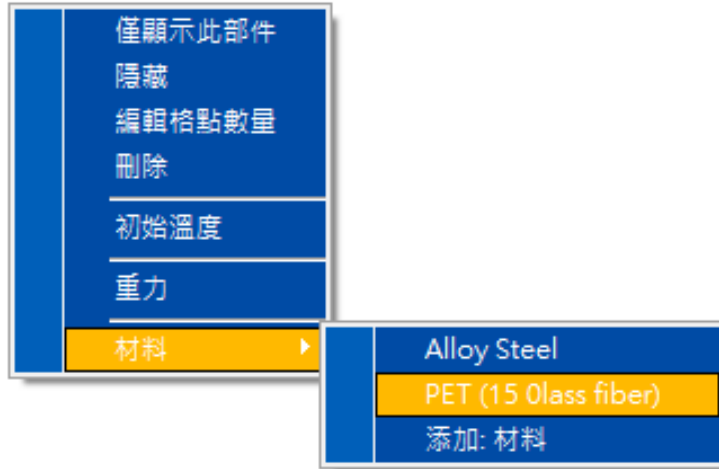 僅顯示此部件
隱藏
編輯格點數量
刪除
初始溫度
重力
材料
Alloy Steel
PET (15 0lass fiber)
添加: 材料